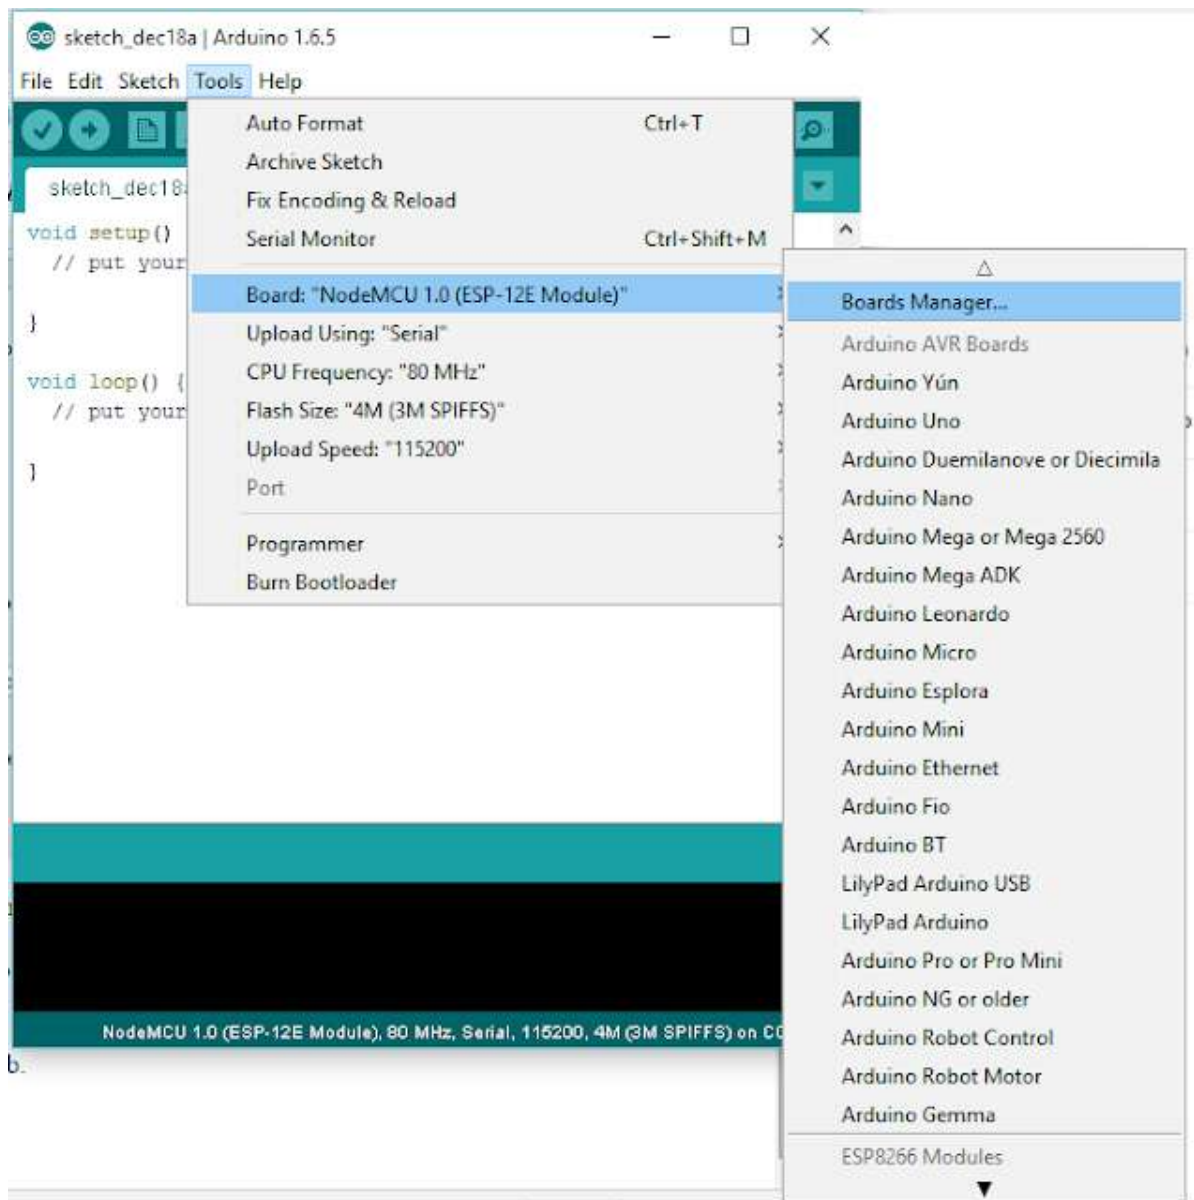 sketch_dec18a | Arduino 1.6.5
File Edit Sketch Tools Help
sketch_dec18a
void setup()
// put your
}
void loop() {
// put your
}
Auto Format Ctrl+T
Archive Sketch
Fix Encoding & Reload
Serial Monitor Ctrl+Shift+M
Board: "NodeMCU 1.0 (ESP-12E Module)"
Upload Using: "Serial"
CPU Frequency: "80 MHz"
Flash Size: "4M (3M SPIFFS)"
Upload Speed: "115200"
Port
Programmer
Burn Bootloader
Boards Manager...
Arduino AVR Boards
Arduino Yún
Arduino Uno
Arduino Duemilanove or Diecimila
Arduino Nano
Arduino Mega or Mega 2560
Arduino Mega ADK
Arduino Leonardo
Arduino Micro
Arduino Esplora
Arduino Mini
Arduino Ethernet
Arduino Fio
Arduino BT
LilyPad Arduino USB
LilyPad Arduino
Arduino Pro or Pro Mini
Arduino NG or older
Arduino Robot Control
Arduino Robot Motor
Arduino Gemma
ESP8266 Modules
NodeMCU 1.0 (ESP-12E Module), 80 MHz, Serial, 115200, 4M (3M SPIFFS) on
b.